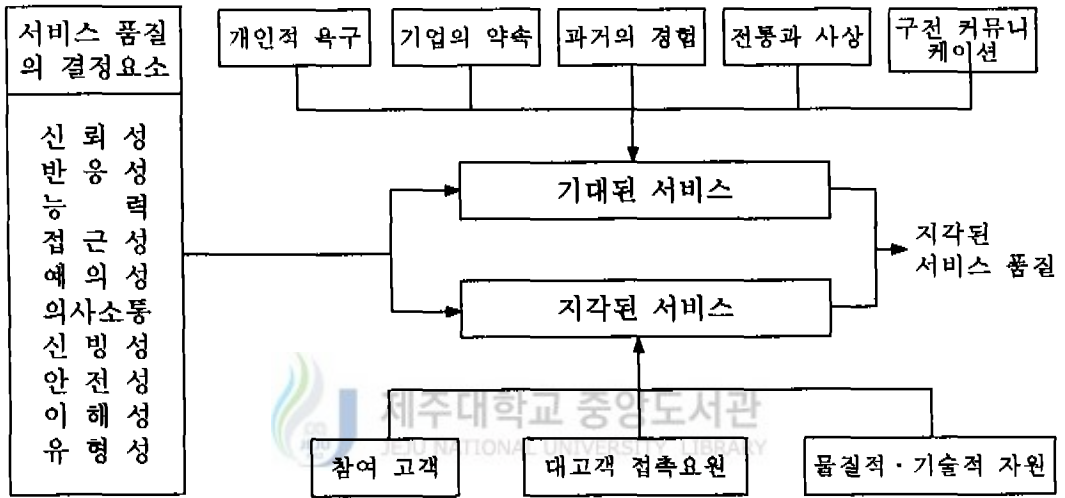 서비스 품질
의 결정요소
신 뢰 성
반 응 성
능 력
접 근 성
예 의 성
의사소통
신 빙 성
안 전 성
이 해 성
유 형 성
개인적 욕구
기업의 약속
과거의 경험
전통과 사상
구전 커뮤니
케이션
기대된 서비스
지각된 서비스
지각된
서비스 품질
제주대학교 중앙도서관
JEJU NATIONAL UNIVERSITY LIBRARY
참여 고객
대고객 접촉요원
물질적·기술적 자원